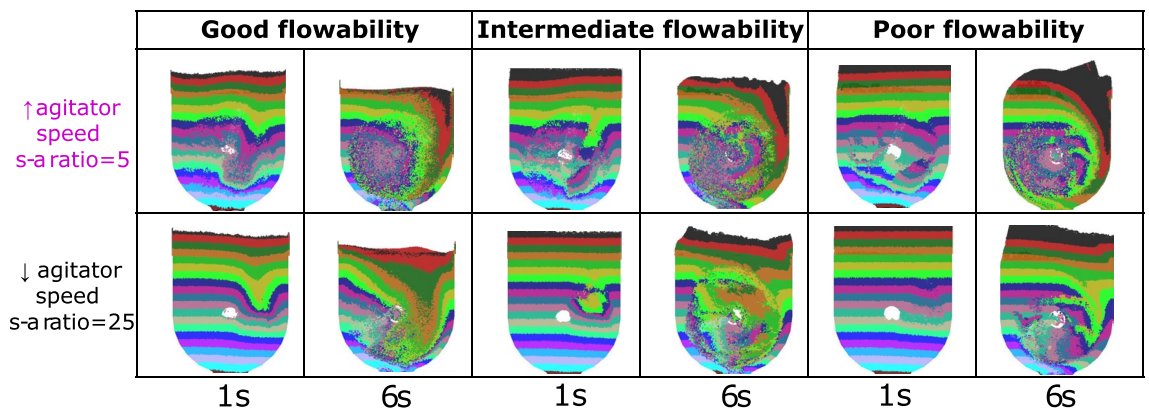 Good flowability Intermediate flowability Poor flowability
↑agitator
speed
s-a ratio=5
↓ agitator
speed
s-a ratio=25
1s 6s 1s 6s 1s 6s